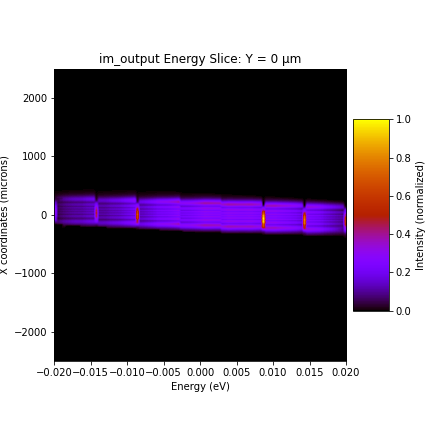 im_output Energy Slice: Y = 0 μm
2000
1000
0
−1000
−2000
X coordinates (microns)
−0.020 −0.015 −0.010 −0.005 0.000 0.005 0.010 0.015 0.020
Energy (eV)
1.0
0.8
0.6
0.4
0.2
0.0
Intensity (normalized)